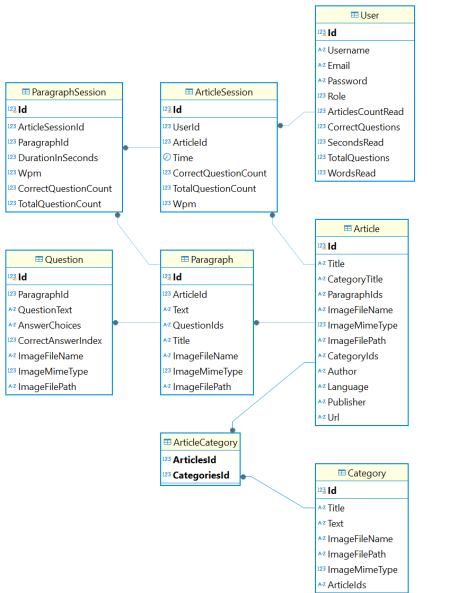 User
Id
Username
Email
Password
Role
ArticlesCountRead
CorrectQuestions
SecondsRead
TotalQuestions
WordsRead
ParagraphSession
Id
ArticleSessionId
ParagraphId
DurationInSeconds
Wpm
CorrectQuestionCount
TotalQuestionCount
ArticleSession
Id
UserId
ArticleId
Time
CorrectQuestionCount
TotalQuestionCount
Wpm
Article
Id
Title
CategoryTitle
ParagraphIds
ImageFileName
ImageMimeType
ImageFilePath
CategoryIds
Author
Language
Publisher
Url
Question
Id
ParagraphId
QuestionText
AnswerChoices
CorrectAnswerIndex
ImageFileName
ImageMimeType
ImageFilePath
Paragraph
Id
ArticleId
Text
QuestionIds
Title
ImageFileName
ImageMimeType
ImageFilePath
ArticleCategory
ArticlesId
CategoriesId
Category
Id
Title
Text
ImageFileName
ImageFilePath
ImageMimeType
ArticleIds